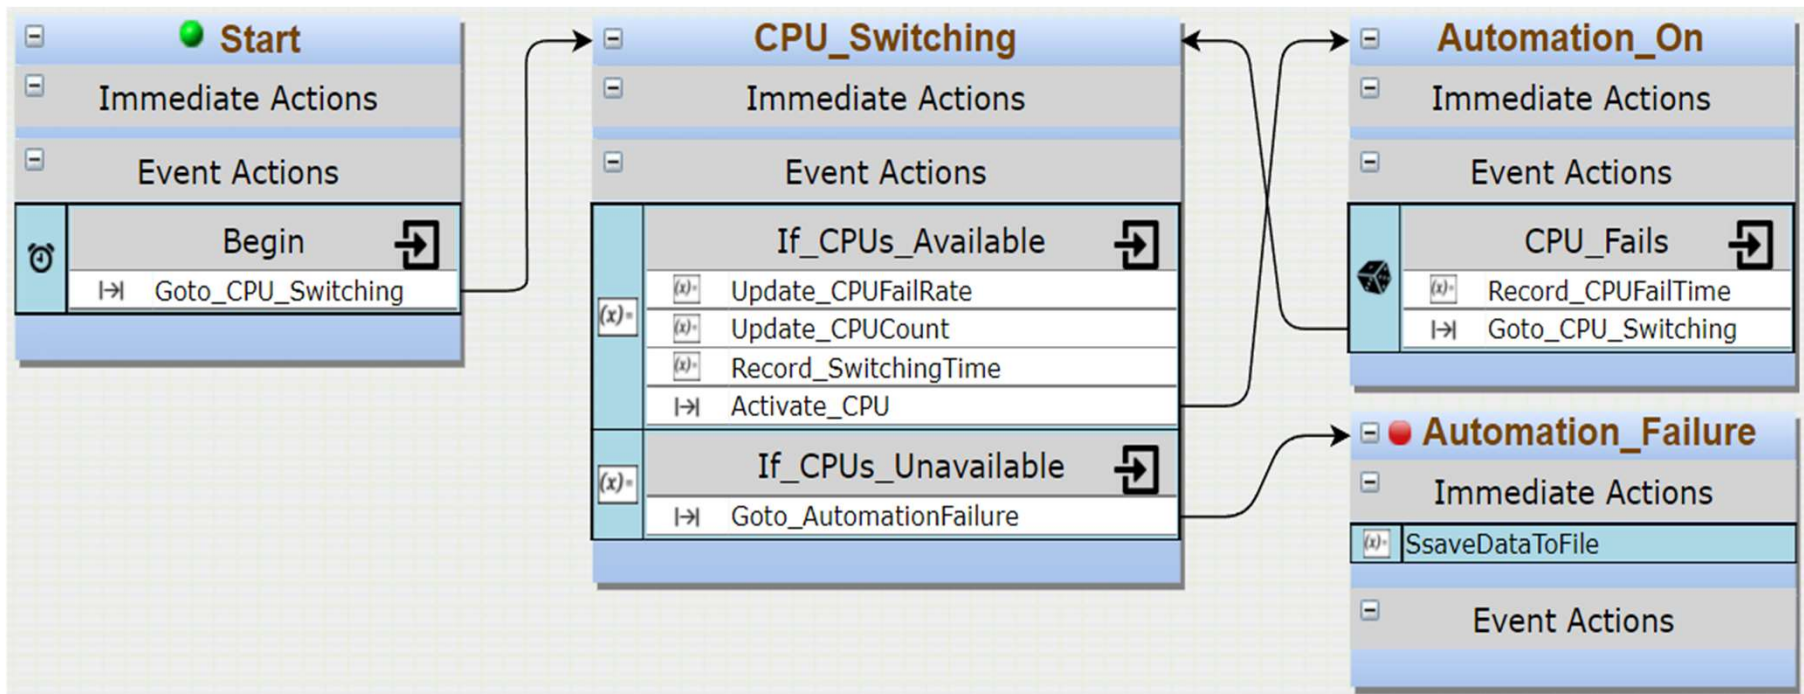 Start
Immediate Actions
Event Actions
Begin
Goto_CPU_Switching
CPU_Switching
Immediate Actions
Event Actions
If_CPUs_Available
(x)=
(x)= Update_CPUFailRate
(x)= Update_CPUCount
(x)= Record_SwitchingTime
Activate_CPU
If_CPUs_Unavailable
(x)=
Goto_AutomationFailure
Automation_On
Immediate Actions
Event Actions
CPU_Fails
(x)= Record_CPUFailTime
Goto_CPU_Switching
Automation_Failure
Immediate Actions
(x)= SsaveDataToFile
Event Actions